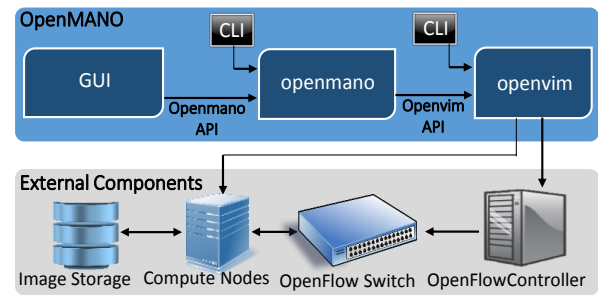 OpenMANO
CLI
CLI
GUI
openmano
openvim
Openmano
API
Openvim
API
External Components
Image Storage
Compute Nodes
OpenFlow Switch
OpenFlowController